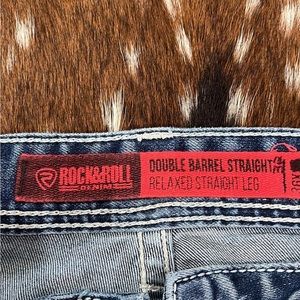 ROCK&ROLL
DENIM
DOUBLE BARREL STRAIGHT
RELAXED STRAIGHT LEG